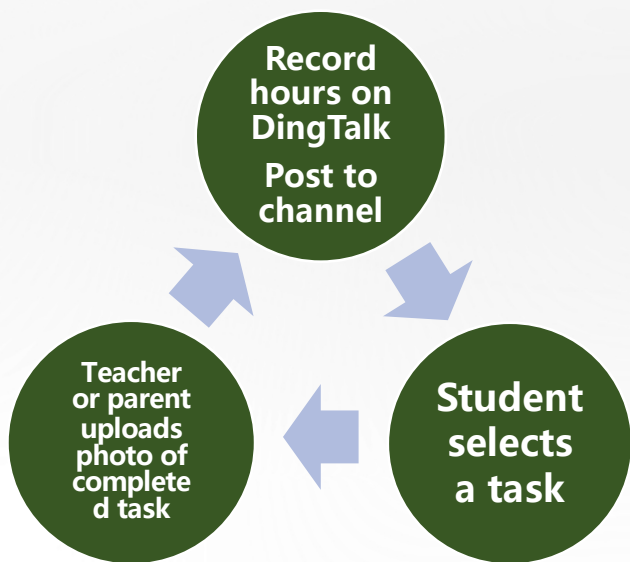 Record
hours on
DingTalk
Post to
channel
Student
selects
a task
Teacher
or parent
uploads
photo of
complete
d task